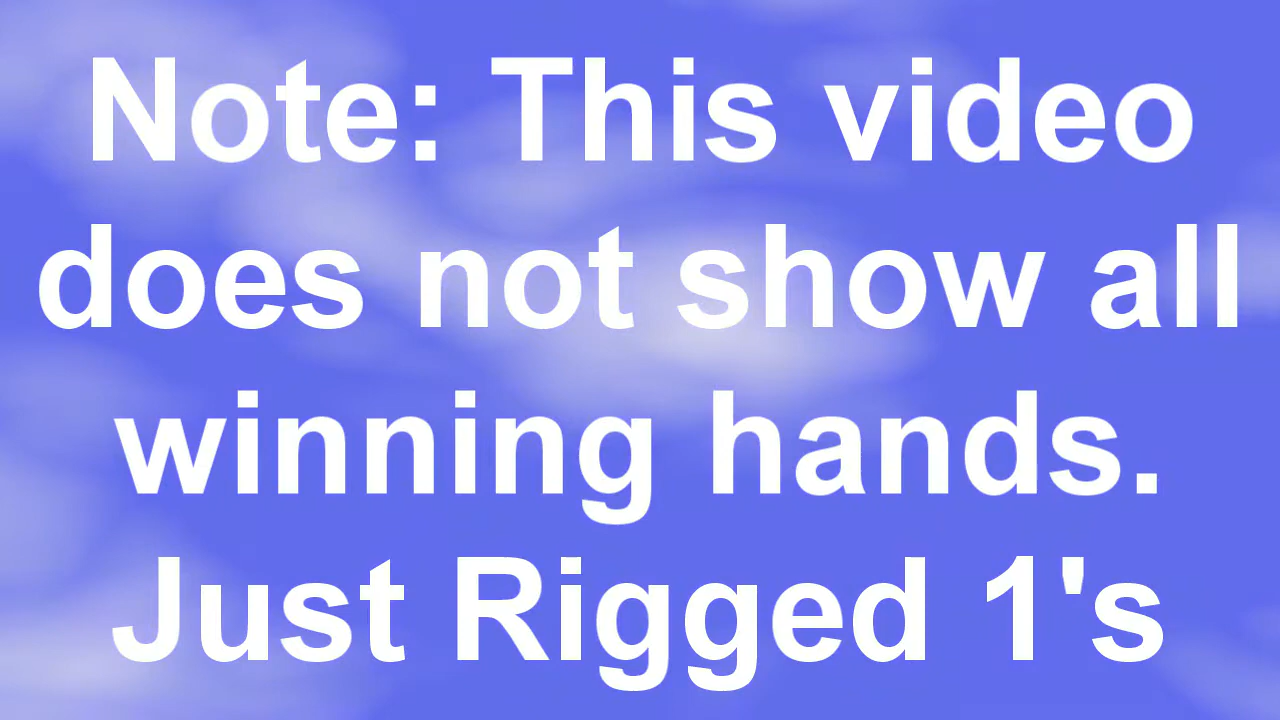 Note: This video
does not show all
winning hands.
Just Rigged 1's